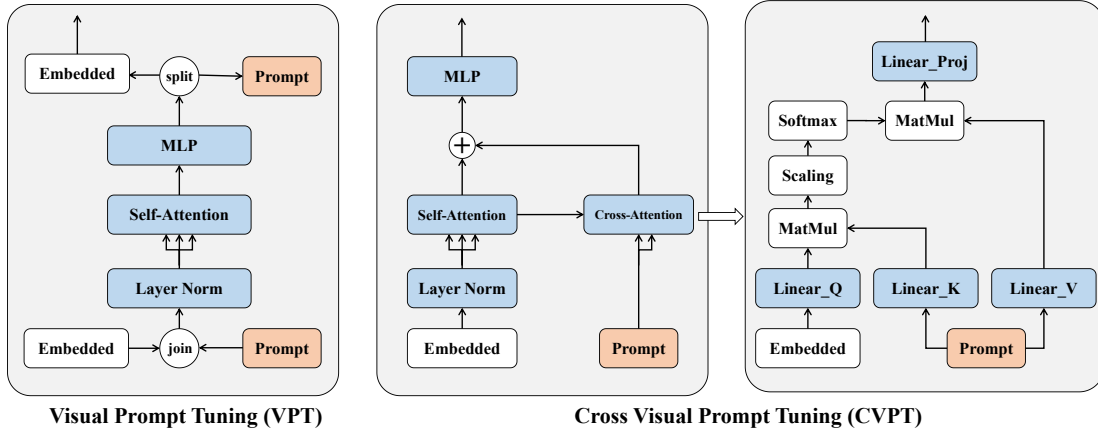 Embedded
split
Prompt
MLP
Self-Attention
Layer Norm
Embedded
join
Prompt
Visual Prompt Tuning (VPT)
MLP
+
Self-Attention
Cross-Attention
Layer Norm
Embedded
Prompt
Linear_Proj
Softmax
MatMul
Scaling
MatMul
Linear_Q
Linear_K
Linear_V
Embedded
Prompt
Cross Visual Prompt Tuning (CVPT)